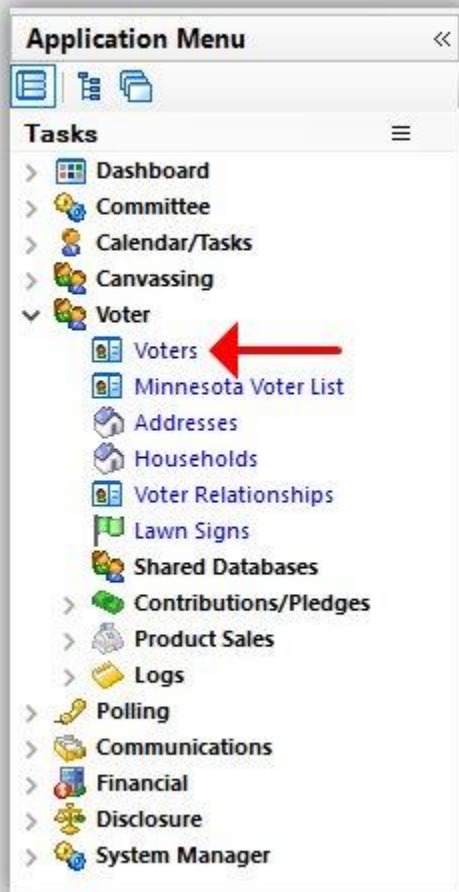 Application Menu
Tasks
Dashboard
Committee
Calendar/Tasks
Canvassing
Voter
Voters
Minnesota Voter List
Addresses
Households
Voter Relationships
Lawn Signs
Shared Databases
Contributions/Pledges
Product Sales
Logs
Polling
Communications
Financial
Disclosure
System Manager